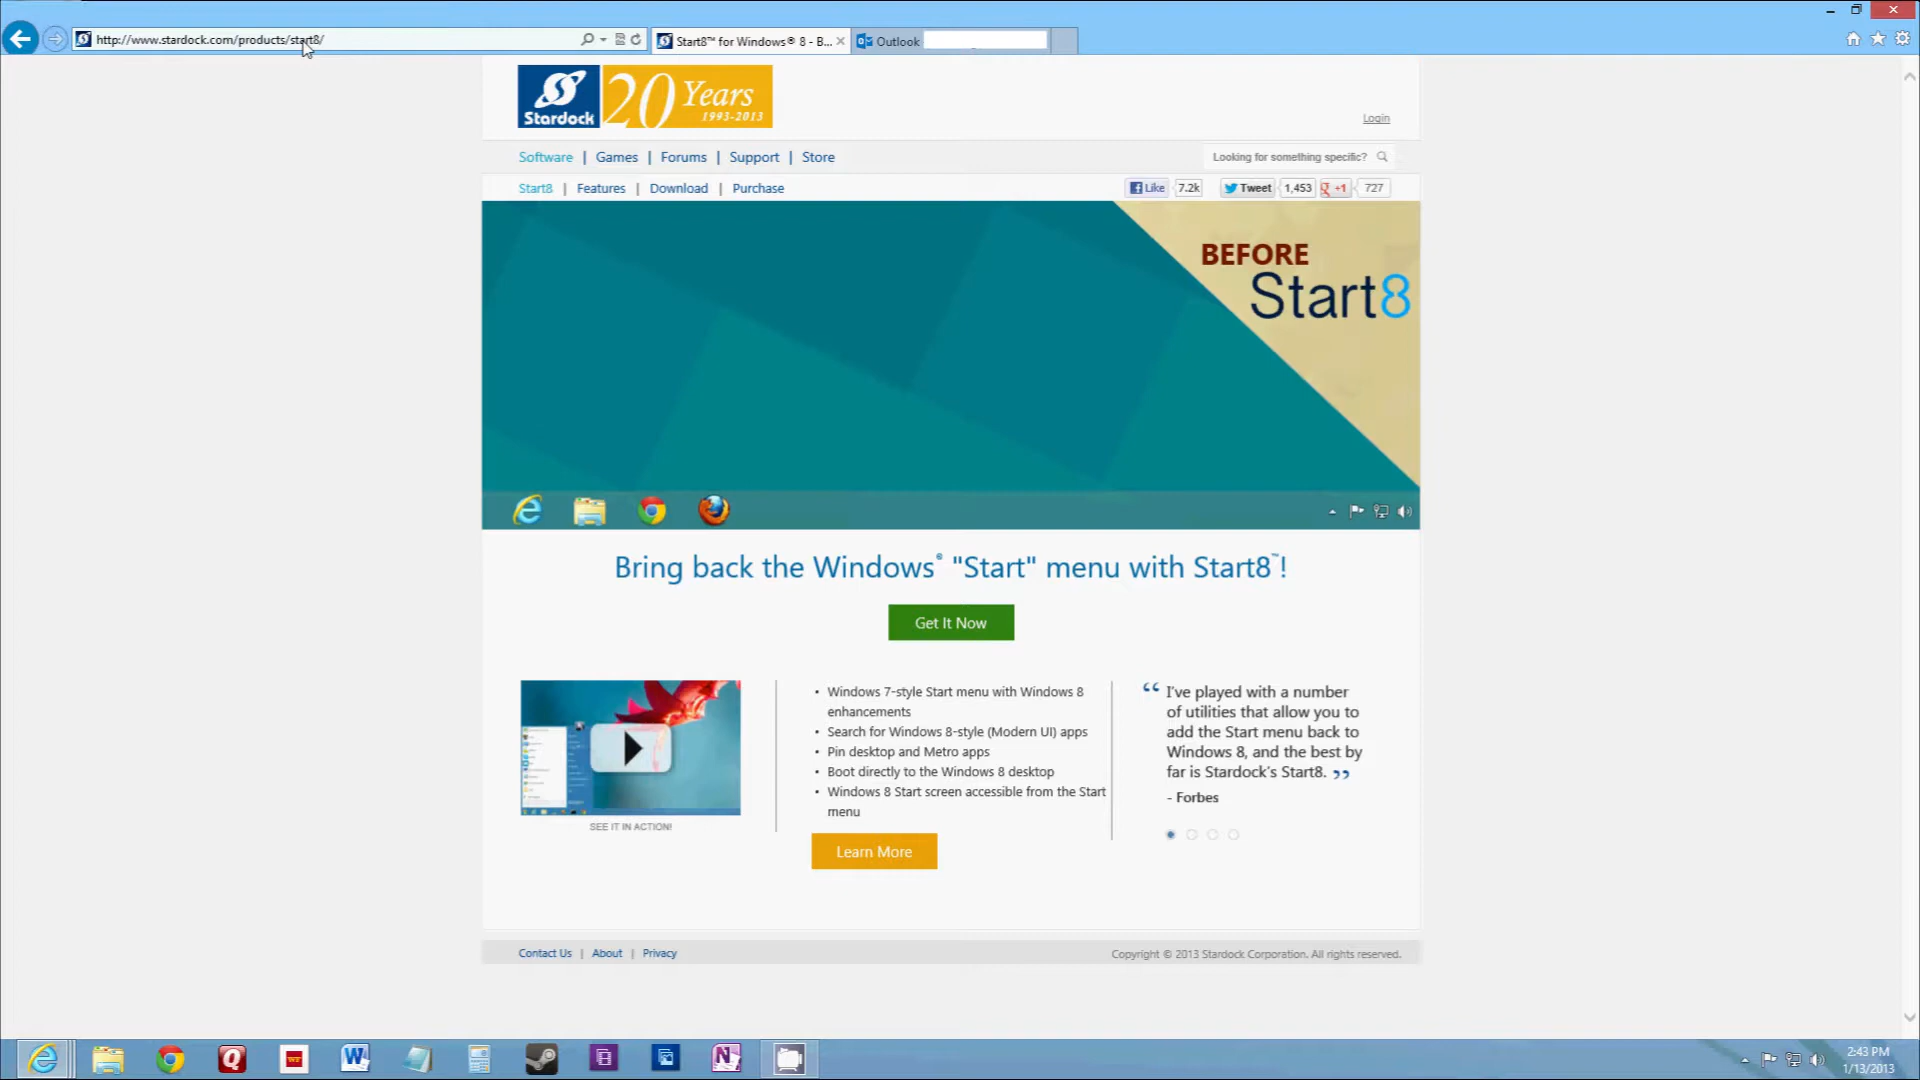 http://www.stardock.com/products/start8/
Start8™ for Windows® 8 - B...
Outlook
Stardock
20 Years
1993-2013
Login
Software | Games | Forums | Support | Store
Looking for something specific?
Start8 | Features | Download | Purchase
Like 7.2k
Tweet 1,453
+1 727
BEFORE
Start8
Bring back the Windows® "Start" menu with Start8™!
Get It Now
SEE IT IN ACTION!
• Windows 7-style Start menu with Windows 8
enhancements
• Search for Windows 8-style (Modern UI) apps
• Pin desktop and Metro apps
• Boot directly to the Windows 8 desktop
• Windows 8 Start screen accessible from the Start
menu
Learn More
“ I've played with a number
of utilities that allow you to
add the Start menu back to
Windows 8, and the best by
far is Stardock's Start8. ”
- Forbes
Contact Us | About | Privacy
Copyright © 2013 Stardock Corporation. All rights reserved.
2:43 PM
1/13/2013